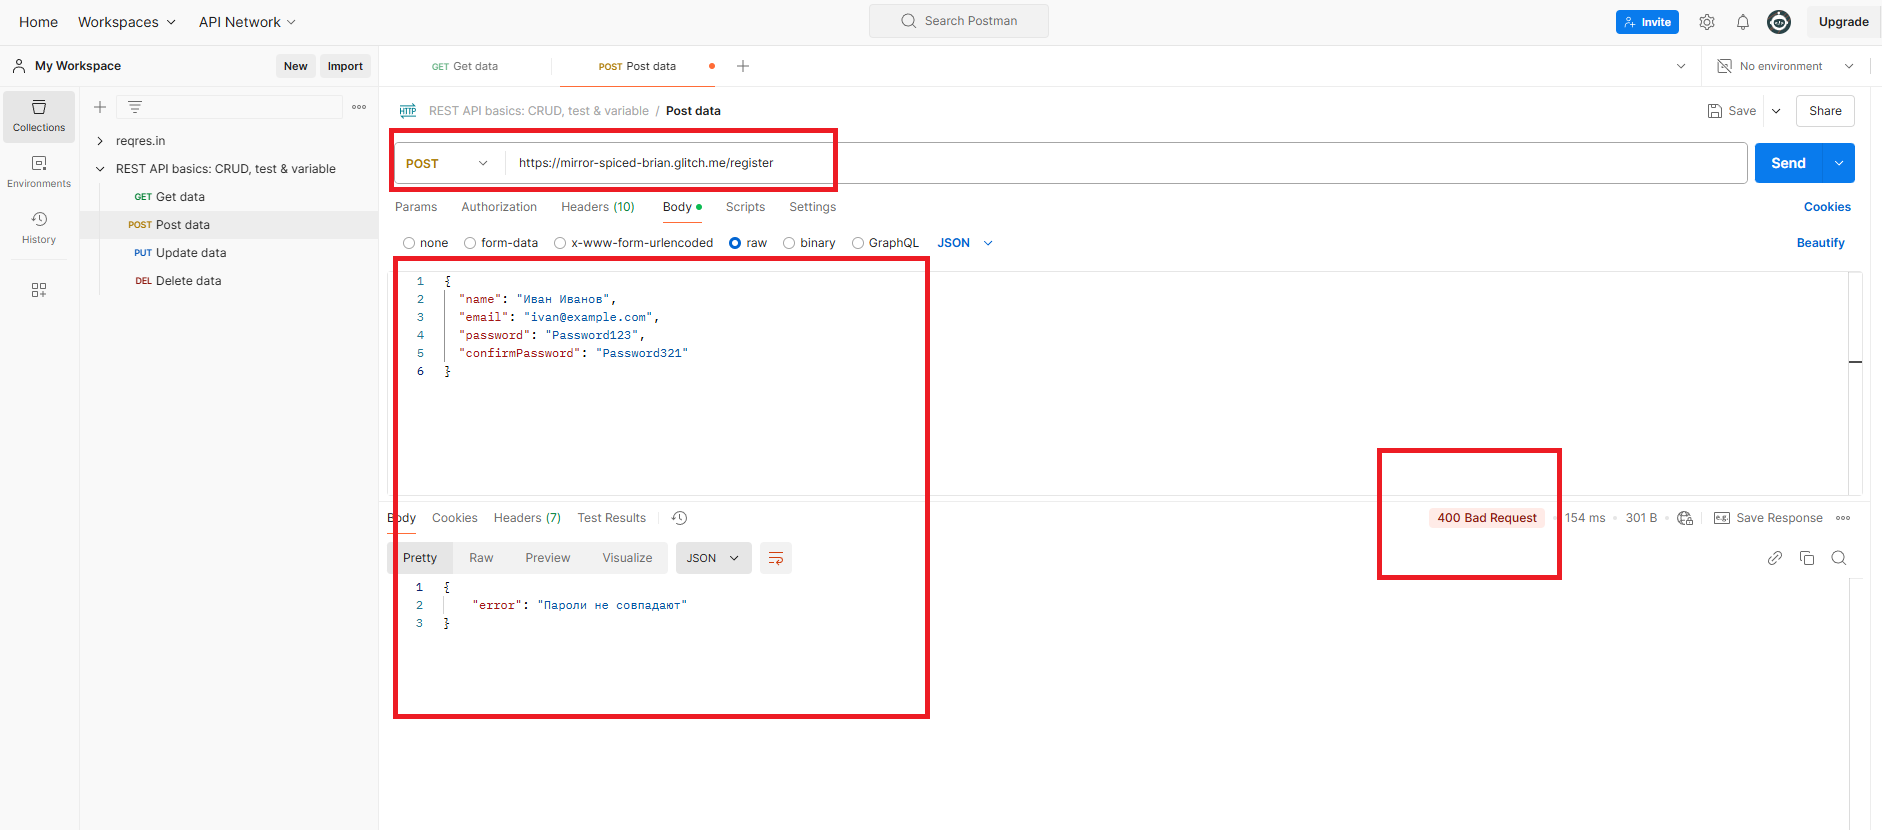 Home Workspaces API Network Search Postman Invite Upgrade
My Workspace New Import GET Get data POST Post data No environment
Collections
Environments
History
reqres.in
REST API basics: CRUD, test & variable
GET Get data
POST Post data
PUT Update data
DEL Delete data
HTTP REST API basics: CRUD, test & variable / Post data Save Share
POST https://mirror-spiced-brian.glitch.me/register Send
Params Authorization Headers (10) Body Scripts Settings Cookies
none form-data x-www-form-urlencoded raw binary GraphQL JSON Beautify
1 {
2 "name": "Иван Иванов",
3 "email": "ivan@example.com",
4 "password": "Password123",
5 "confirmPassword": "Password321"
6 }
Body Cookies Headers (7) Test Results 400 Bad Request 154 ms 301 B e.g. Save Response
Pretty Raw Preview Visualize JSON
1 {
2 "error": "Пароли не совпадают"
3 }